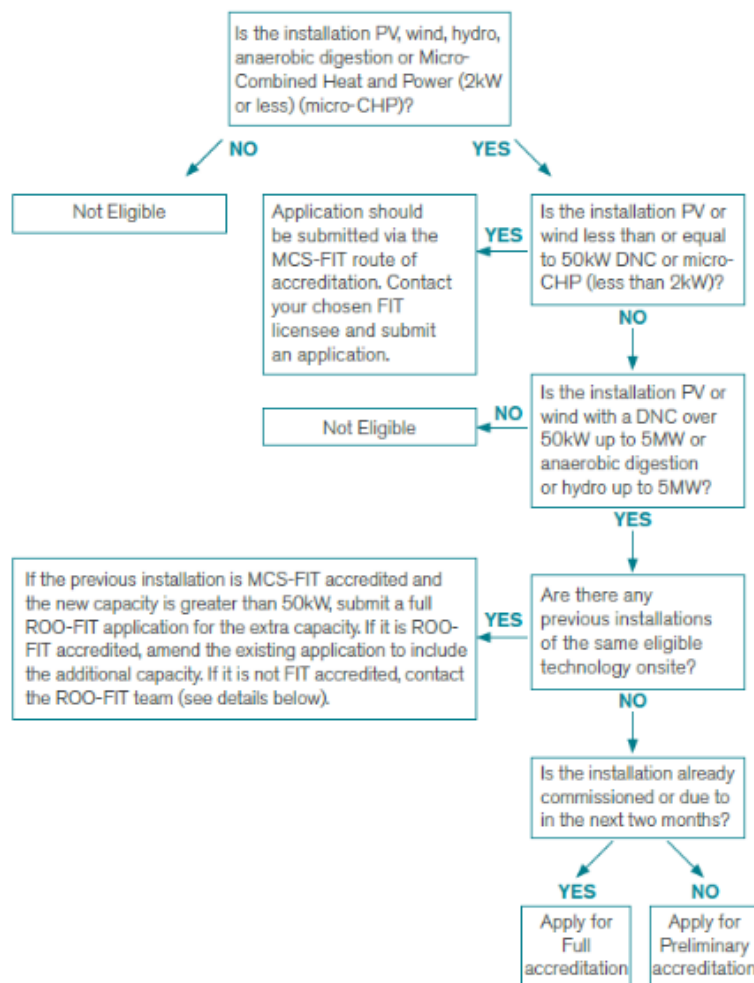 Is the installation PV, wind, hydro,
anaerobic digestion or Micro-
Combined Heat and Power (2kW
or less) (micro-CHP)?
NO
YES
Not Eligible
Application should
be submitted via the
MCS-FIT route of
accreditation. Contact
your chosen FIT
licensee and submit
an application.
YES
Is the installation PV or
wind less than or equal
to 50kW DNC or micro-
CHP (less than 2kW)?
NO
Not Eligible
NO
Is the installation PV or
wind with a DNC over
50kW up to 5MW or
anaerobic digestion
or hydro up to 5MW?
YES
If the previous installation is MCS-FIT accredited and
the new capacity is greater than 50kW, submit a full
ROO-FIT application for the extra capacity. If it is ROO-
FIT accredited, amend the existing application to include
the additional capacity. If it is not FIT accredited, contact
the ROO-FIT team (see details below).
YES
Are there any
previous installations
of the same eligible
technology onsite?
NO
Is the installation already
commissioned or due to
in the next two months?
YES
NO
Apply for
Full
accreditation
Apply for
Preliminary
accreditation